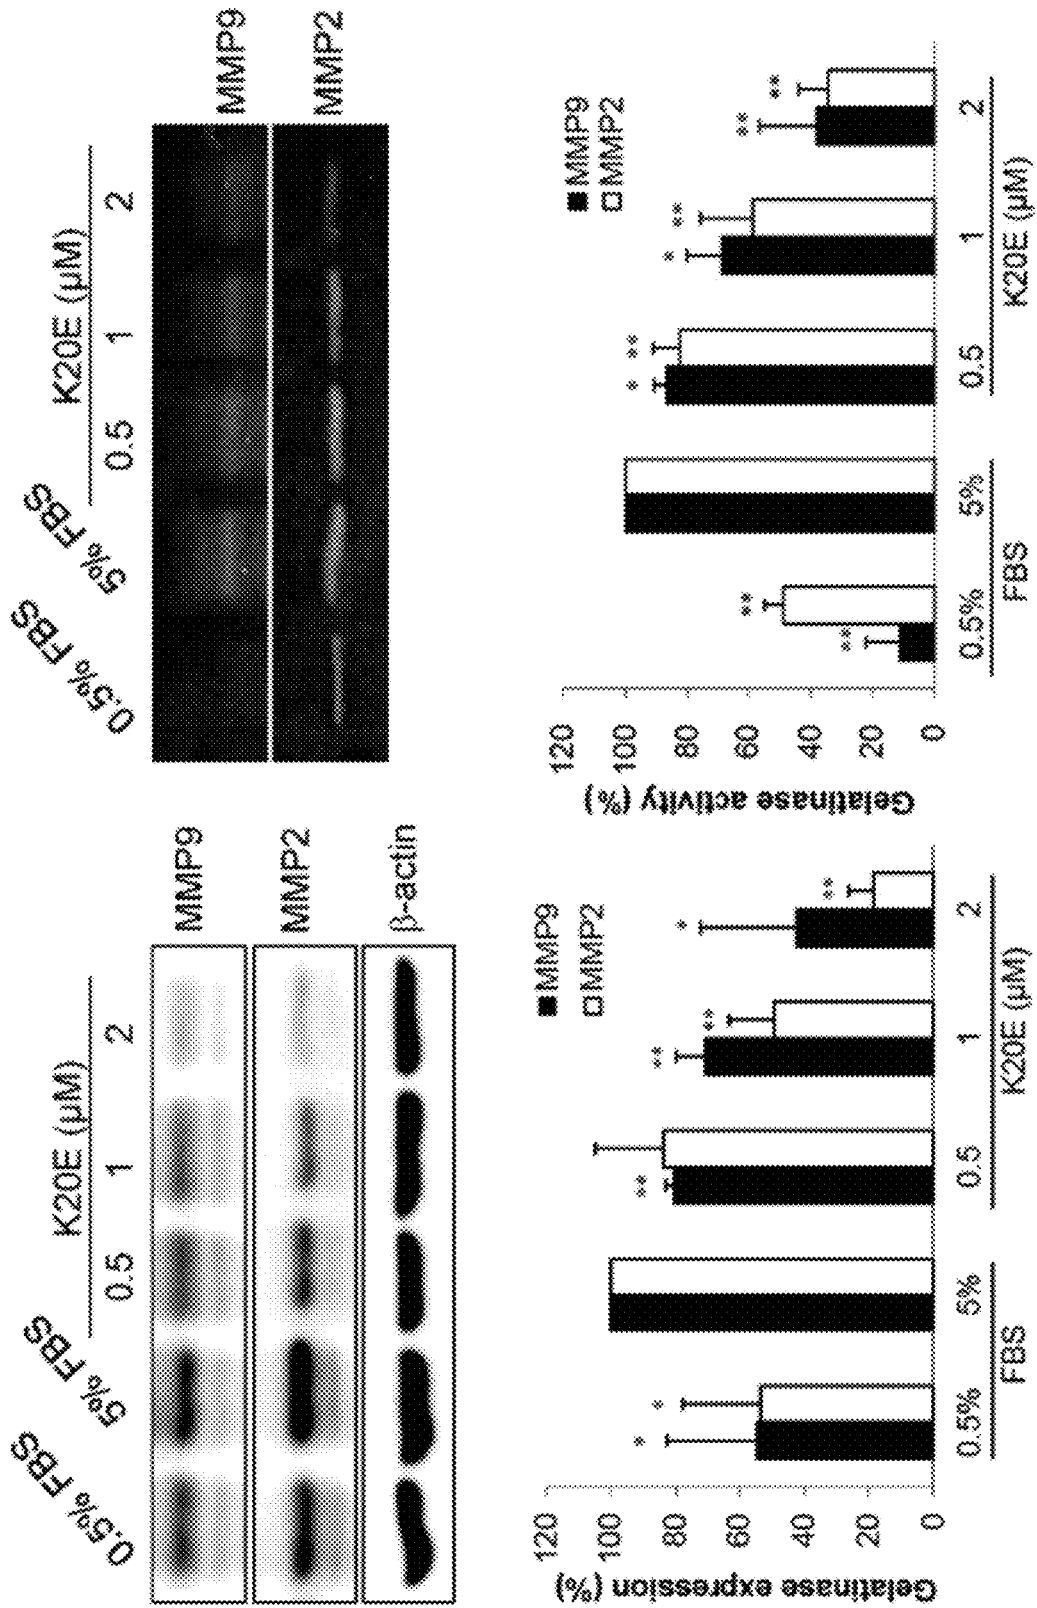 0.5% FBS
5% FBS
K20E (µM)
0.5 1 2
MMP9
MMP2
β-actin
Gelatinase expression (%)
120
100
80
60
40
20
0
MMP9
MMP2
* * ** ** ** * **
0.5% 5% 0.5 1 2
FBS K20E (µM)
0.5% FBS
5% FBS
K20E (µM)
0.5 1 2
MMP9
MMP2
Gelatinase activity (%)
120
100
80
60
40
20
0
MMP9
MMP2
** ** * ** * ** ** **
0.5% 5% 0.5 1 2
FBS K20E (µM)